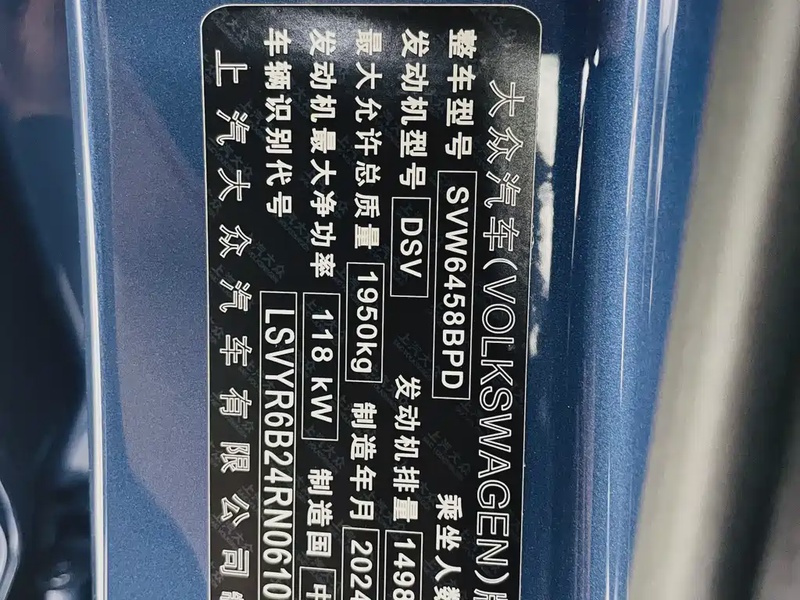 大众汽车(VOLKSWAGEN)
整车型号 SVW6458BPD 乘坐人数
发动机型号 DSV 发动机排量 1498
最大允许总质量 1950kg 制造年月 2024
发动机最大净功率 118 kW 制造国 中
车辆识别代号 LSVYR6B24RN0610
上汽大众汽车有限公司